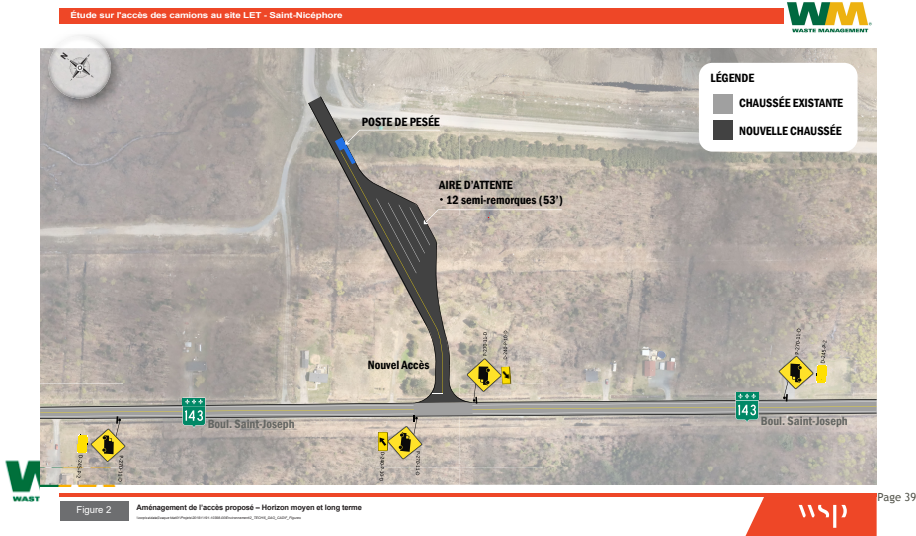 Étude sur l'accès des camions au site LET - Saint-Nicéphore
WM
WASTE MANAGEMENT
N
LÉGENDE
CHAUSSÉE EXISTANTE
NOUVELLE CHAUSSÉE
POSTE DE PESÉE
AIRE D'ATTENTE
• 12 semi-remorques (53')
Nouvel Accès
143
Boul. Saint-Joseph
143
Boul. Saint-Joseph
W
WAST
Page 39
Figure 2
Aménagement de l'accès proposé – Horizon moyen et long terme
wsp